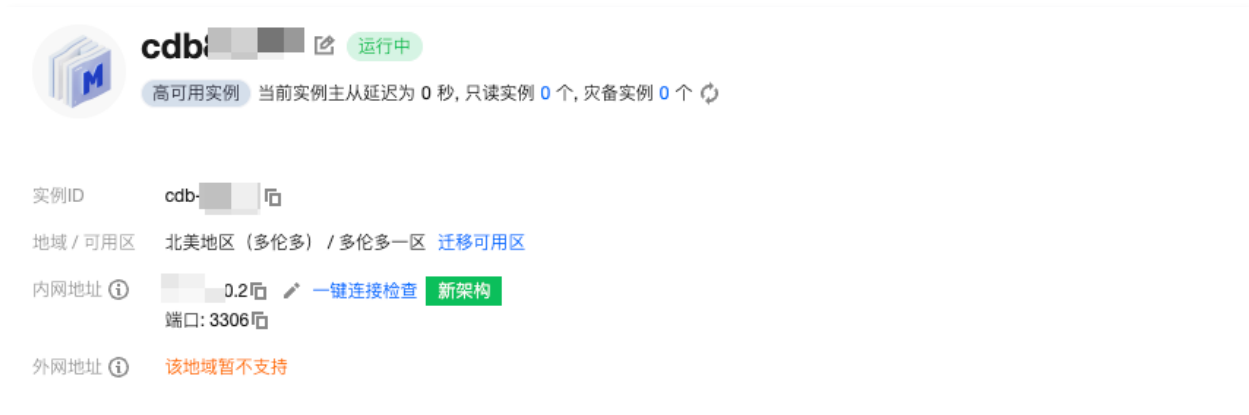 cdb
运行中
M
高可用实例 当前实例主从延迟为 0 秒, 只读实例 0 个, 灾备实例 0 个
实例ID cdb-
地域 / 可用区 北美地区（多伦多） / 多伦多一区 迁移可用区
内网地址 0.2 一键连接检查 新架构
端口: 3306
外网地址 该地域暂不支持